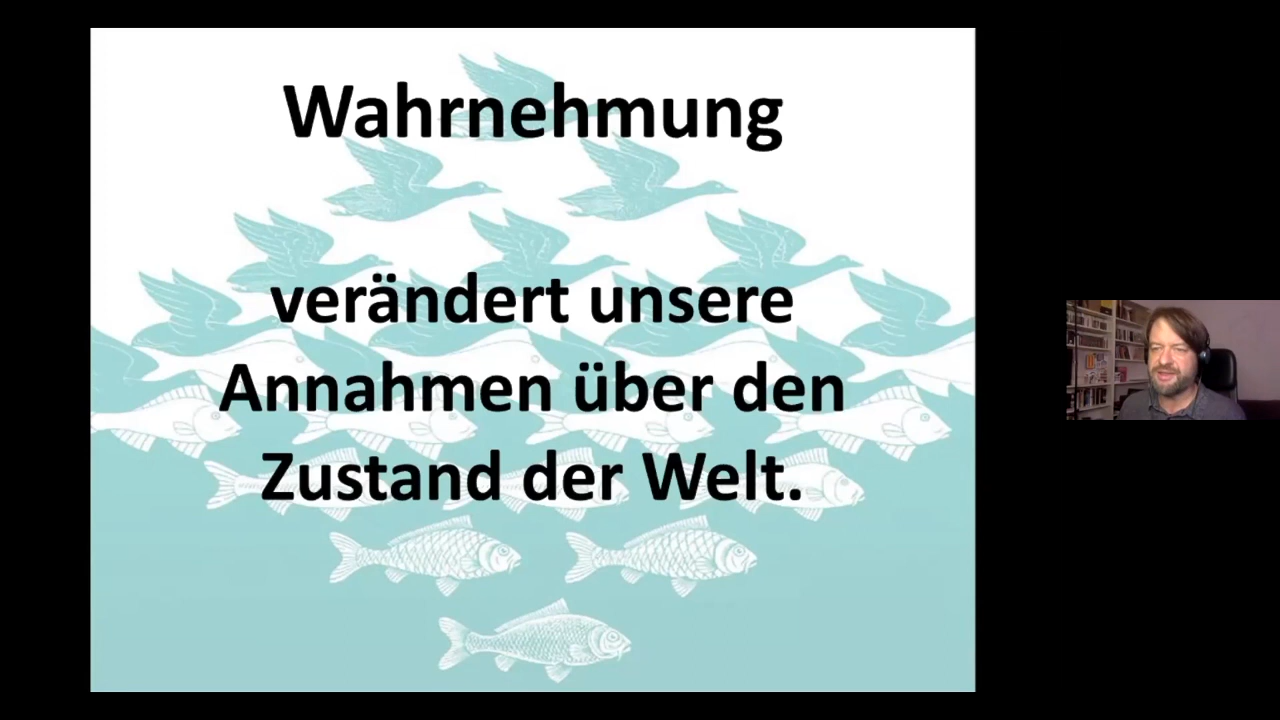 Wahrnehmung
verändert unsere
Annahmen über den
Zustand der Welt.